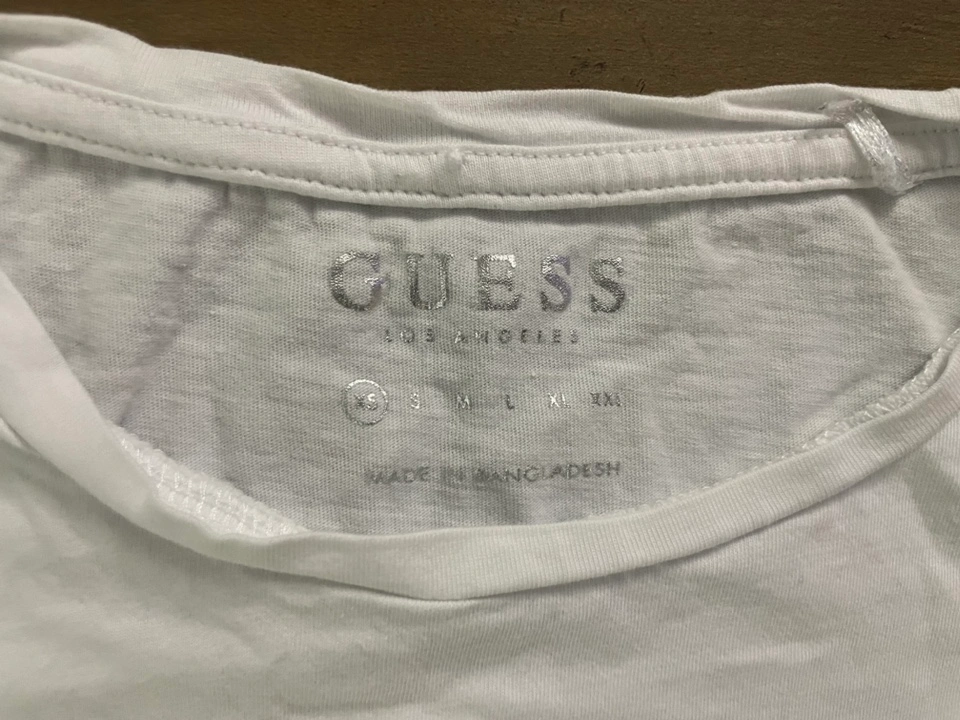 GUESS
LOS ANGELES
XS S M L XL XXL
MADE IN BANGLADESH